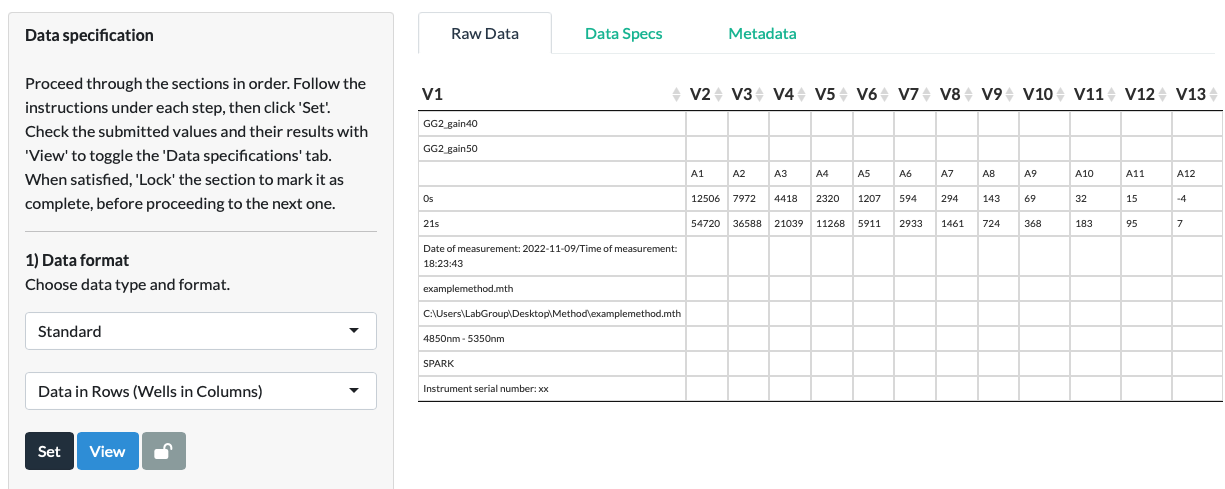 Data specification
Proceed through the sections in order. Follow the
instructions under each step, then click 'Set'.
Check the submitted values and their results with
'View' to toggle the 'Data specifications' tab.
When satisfied, 'Lock' the section to mark it as
complete, before proceeding to the next one.
1) Data format
Choose data type and format.
Standard
Data in Rows (Wells in Columns)
Set View
Raw Data Data Specs Metadata
V1 V2 V3 V4 V5 V6 V7 V8 V9 V10 V11 V12 V13
GG2_gain40
GG2_gain50
A1 A2 A3 A4 A5 A6 A7 A8 A9 A10 A11 A12
0s 12506 7972 4418 2320 1207 594 294 143 69 32 15 -4
21s 54720 36588 21039 11268 5911 2933 1461 724 368 183 95 7
Date of measurement: 2022-11-09/Time of measurement:
18:23:43
examplemethod.mth
C:\Users\LabGroup\Desktop\Method\examplemethod.mth
4850nm - 5350nm
SPARK
Instrument serial number: xx